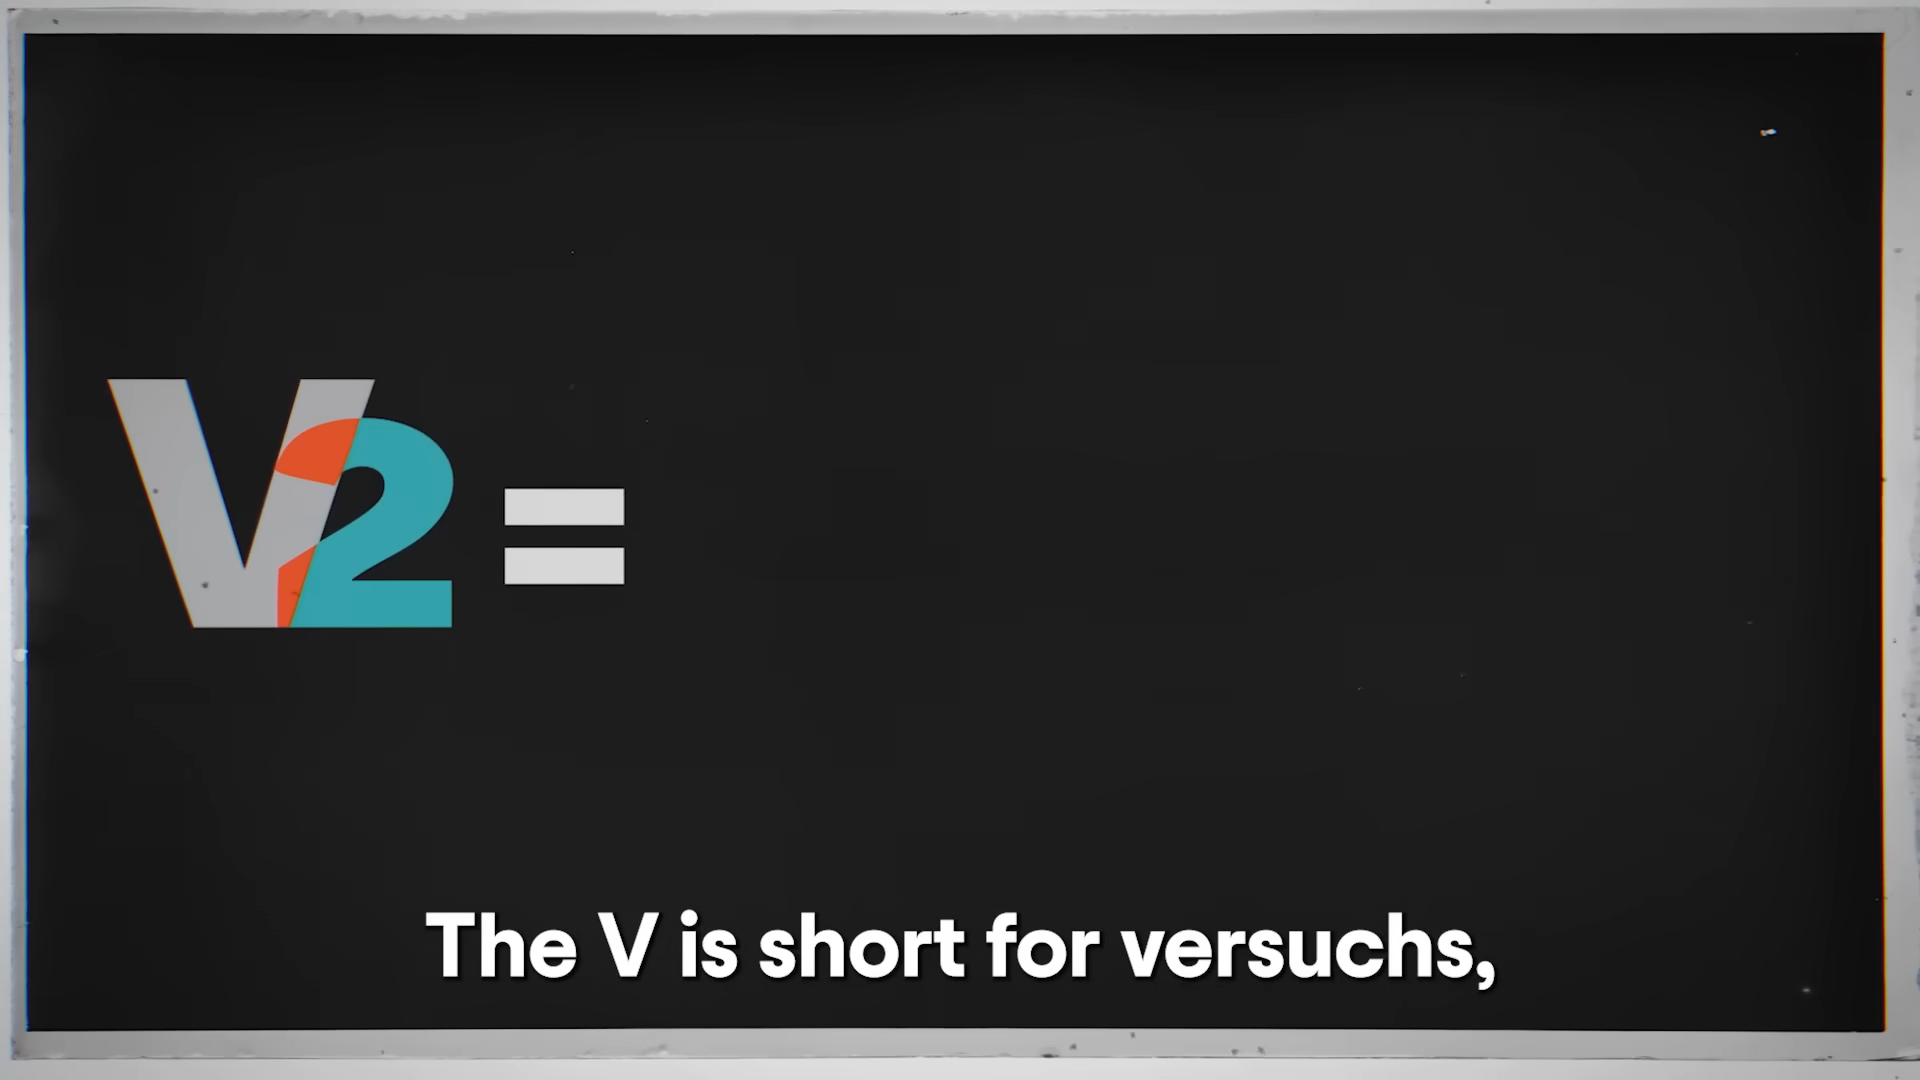 V2 =
The V is short for versuchs,